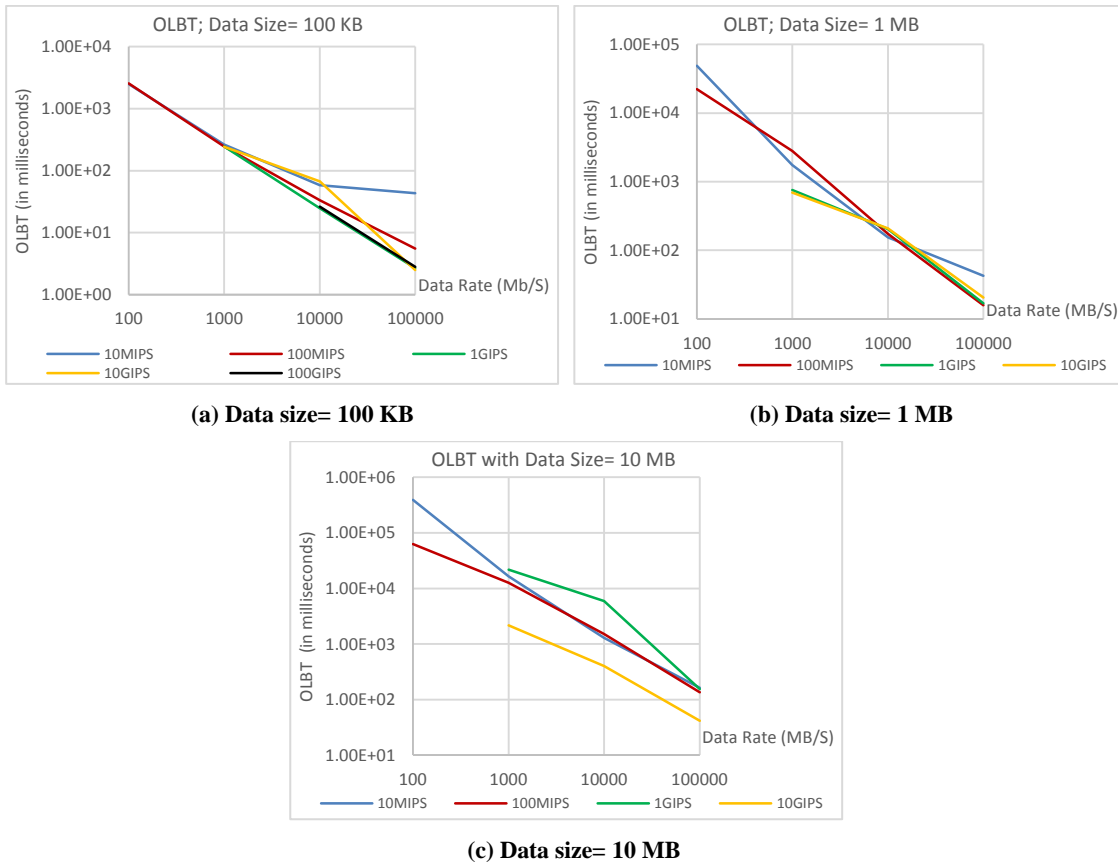 OLBT; Data Size= 100 KB
OLBT (in milliseconds)
1.00E+04
1.00E+03
1.00E+02
1.00E+01
1.00E+00
Data Rate (Mb/S)
100 1000 10000 100000
10MIPS 100MIPS 1GIPS
10GIPS 100GIPS
(a) Data size= 100 KB
OLBT; Data Size= 1 MB
OLBT (in milliseconds)
1.00E+05
1.00E+04
1.00E+03
1.00E+02
1.00E+01
Data Rate (MB/S)
100 1000 10000 100000
10MIPS 100MIPS 1GIPS 10GIPS
(b) Data size= 1 MB
OLBT with Data Size= 10 MB
OLBT (in milliseconds)
1.00E+06
1.00E+05
1.00E+04
1.00E+03
1.00E+02
1.00E+01
Data Rate (MB/S)
100 1000 10000 100000
10MIPS 100MIPS 1GIPS 10GIPS
(c) Data size= 10 MB